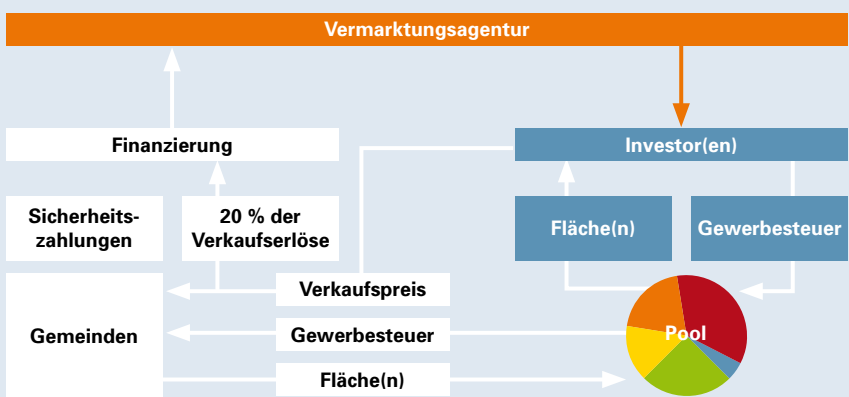 Vermarktungsagentur
Finanzierung
Investor(en)
Sicherheits-
zahlungen
20 % der
Verkaufserlöse
Fläche(n)
Gewerbesteuer
Verkaufspreis
Gemeinden
Gewerbesteuer
Pool
Fläche(n)